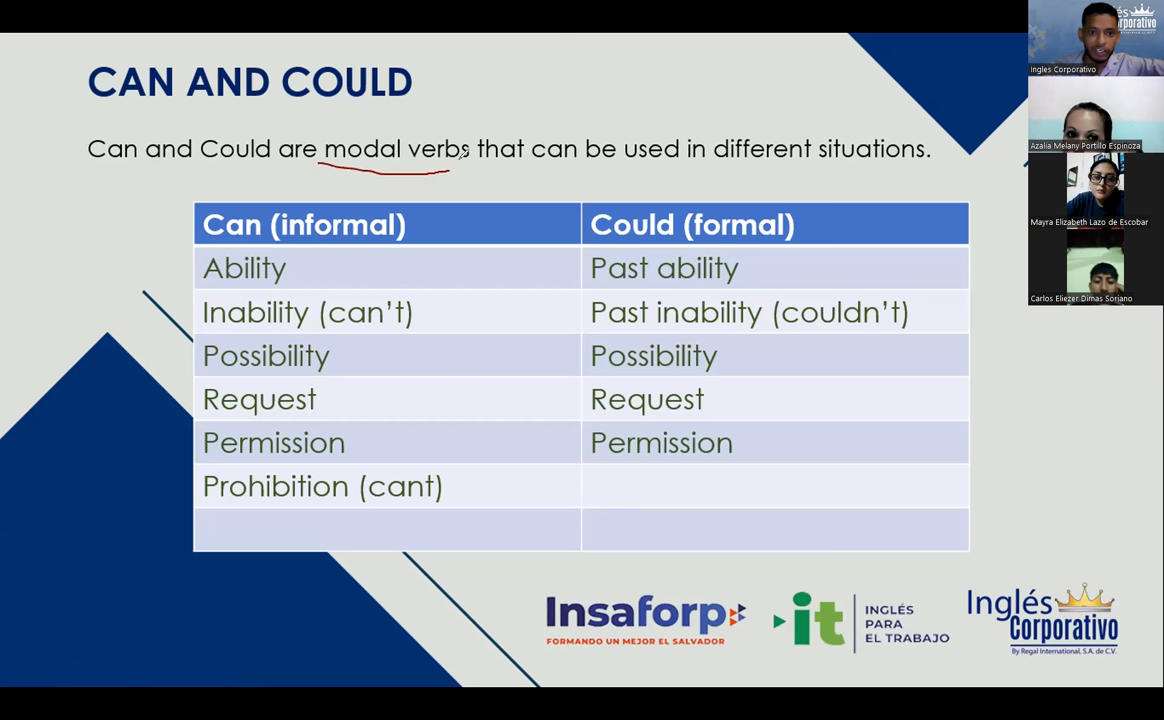 CAN AND COULD
Can and Could are modal verbs that can be used in different situations.
Can (informal) Could (formal)
Ability Past ability
Inability (can't) Past inability (couldn't)
Possibility Possibility
Request Request
Permission Permission
Prohibition (cant)
Insaforp
FORMANDO UN MEJOR EL SALVADOR
it
INGLÉS
PARA
EL TRABAJO
Inglés
Corporativo
By Regal International, S.A. de C.V.
Ingles Corporativo
Azalia Melany Portillo Espinoza
Mayra Elizabeth Lazo de Escobar
Carlos Eliezer Dimas Soriano